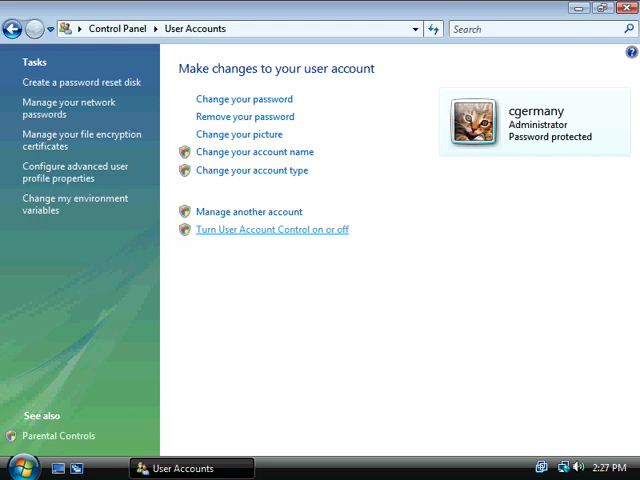 Control Panel
User Accounts
Search
Tasks
Create a password reset disk
Manage your network
passwords
Manage your file encryption
certificates
Configure advanced user
profile properties
Change my environment
variables
See also
Parental Controls
Make changes to your user account
Change your password
Remove your password
Change your picture
Change your account name
Change your account type
Manage another account
Turn User Account Control on or off
cgermany
Administrator
Password protected
User Accounts
2:27 PM